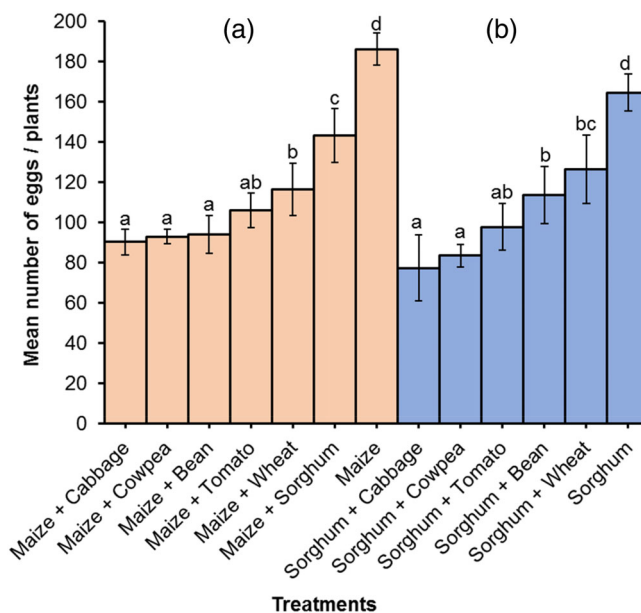 (a)
(b)
Mean number of eggs / plants
200
180
160
140
120
100
80
60
40
20
0
a
a
a
ab
b
c
d
a
a
ab
b
bc
d
Maize + Cabbage
Maize + Cowpea
Maize + Bean
Maize + Tomato
Maize + Wheat
Maize + Sorghum
Maize
Sorghum + Cabbage
Sorghum + Cowpea
Sorghum + Tomato
Sorghum + Bean
Sorghum + Wheat
Sorghum
Treatments